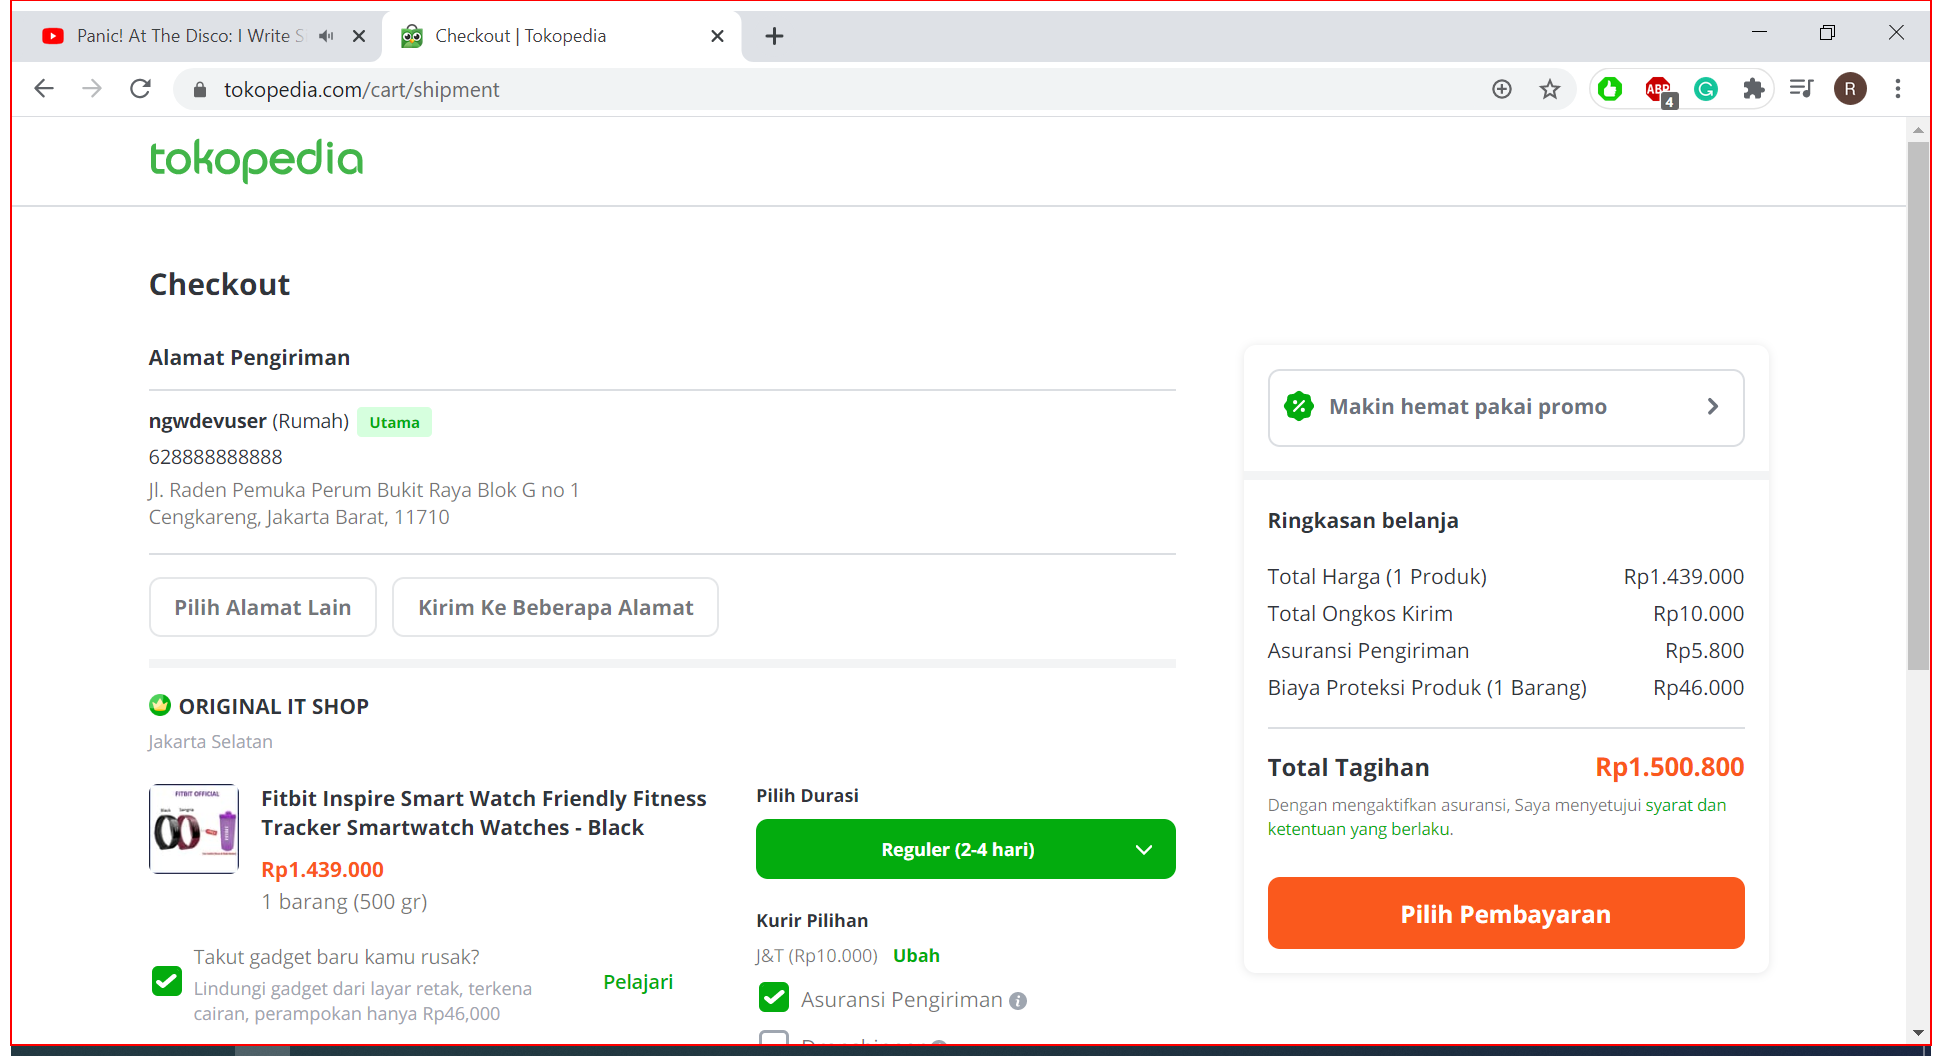 Panic! At The Disco: I Write S
Checkout | Tokopedia
tokopedia.com/cart/shipment
ABP
4
G
R
tokopedia
Checkout
Alamat Pengiriman
ngwdevuser (Rumah) Utama
628888888888
Jl. Raden Pemuka Perum Bukit Raya Blok G no 1
Cengkareng, Jakarta Barat, 11710
Pilih Alamat Lain
Kirim Ke Beberapa Alamat
ORIGINAL IT SHOP
Jakarta Selatan
FITBIT OFFICIAL
Fitbit Inspire Smart Watch Friendly Fitness
Tracker Smartwatch Watches - Black
Rp1.439.000
1 barang (500 gr)
Takut gadget baru kamu rusak?
Lindungi gadget dari layar retak, terkena
cairan, perampokan hanya Rp46,000
Pelajari
Pilih Durasi
Reguler (2-4 hari)
Kurir Pilihan
J&T (Rp10.000) Ubah
Asuransi Pengiriman
Makin hemat pakai promo
Ringkasan belanja
Total Harga (1 Produk) Rp1.439.000
Total Ongkos Kirim Rp10.000
Asuransi Pengiriman Rp5.800
Biaya Proteksi Produk (1 Barang) Rp46.000
Total Tagihan Rp1.500.800
Dengan mengaktifkan asuransi, Saya menyetujui syarat dan
ketentuan yang berlaku.
Pilih Pembayaran